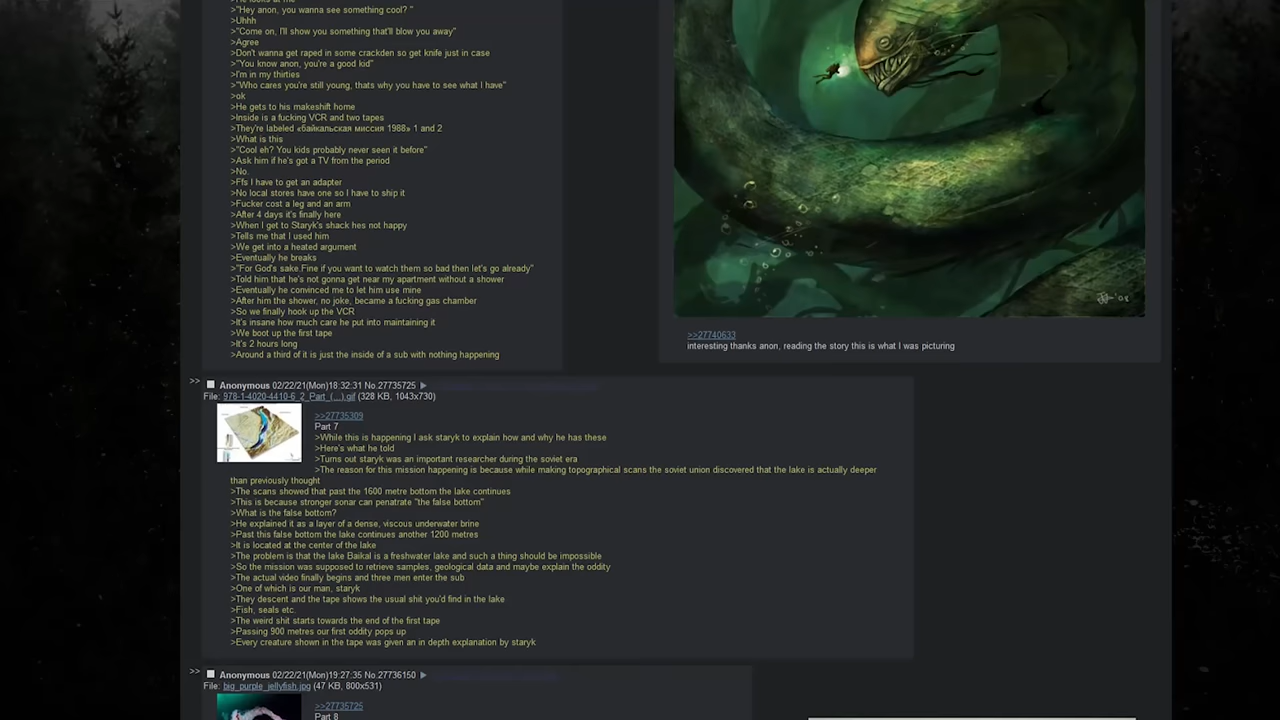 >"Hey anon, you wanna see something cool? "
>Uhhh
>"Come on, I'll show you something that'll blow you away"
>Agree
>Don't wanna get raped in some crackden so get knife just in case
>"You know anon, you're a good kid"
>I'm in my thirties
>"Who cares you're still young, thats why you have to see what I have"
>ok
>He gets to his makeshift home
>Inside is a fucking VCR and two tapes
>They're labeled «байкальская миссия 1988» 1 and 2
>What is this
>"Cool eh? You kids probably never seen it before"
>Ask him if he's got a TV from the period
>No.
>Ffs I have to get an adapter
>No local stores have one so I have to ship it
>Fucker cost a leg and an arm
>After 4 days it's finally here
>When I get to Staryk's shack hes not happy
>Tells me that I used him
>We get into a heated argument
>Eventually he breaks
>"For God's sake.Fine if you want to watch them so bad then let's go already"
>Told him that he's not gonna get near my apartment without a shower
>Eventually he convinced me to let him use mine
>After him the shower, no joke, became a fucking gas chamber
>So we finally hook up the VCR
>It's insane how much care he put into maintaining it
>We boot up the first tape
>It's 2 hours long
>Around a third of it is just the inside of a sub with nothing happening
>>27740633
interesting thanks anon, reading the story this is what I was picturing
>> Anonymous 02/22/21(Mon)18:32:31 No.27735725
File: 978-1-4020-4410-6_2_Part_(...).gif (328 KB, 1043x730)
>>27735309
Part 7
>While this is happening I ask staryk to explain how and why he has these
>Here's what he told
>Turns out staryk was an important researcher during the soviet era
>The reason for this mission happening is because while making topographical scans the soviet union discovered that the lake is actually deeper
than previously thought
>The scans showed that past the 1600 metre bottom the lake continues
>This is because stronger sonar can penatrate "the false bottom"
>What is the false bottom?
>He explained it as a layer of a dense, viscous underwater brine
>Past this false bottom the lake continues another 1200 metres
>It is located at the center of the lake
>The problem is that the lake Baikal is a freshwater lake and such a thing should be impossible
>So the mission was supposed to retrieve samples, geological data and maybe explain the oddity
>The actual video finally begins and three men enter the sub
>One of which is our man, staryk
>They descent and the tape shows the usual shit you'd find in the lake
>Fish, seals etc.
>The weird shit starts towards the end of the first tape
>Passing 900 metres our first oddity pops up
>Every creature shown in the tape was given an in depth explanation by staryk
>> Anonymous 02/22/21(Mon)19:27:35 No.27736150
File: big_purple_jellyfish.jpg (47 KB, 800x531)
>>27735725
Part 8